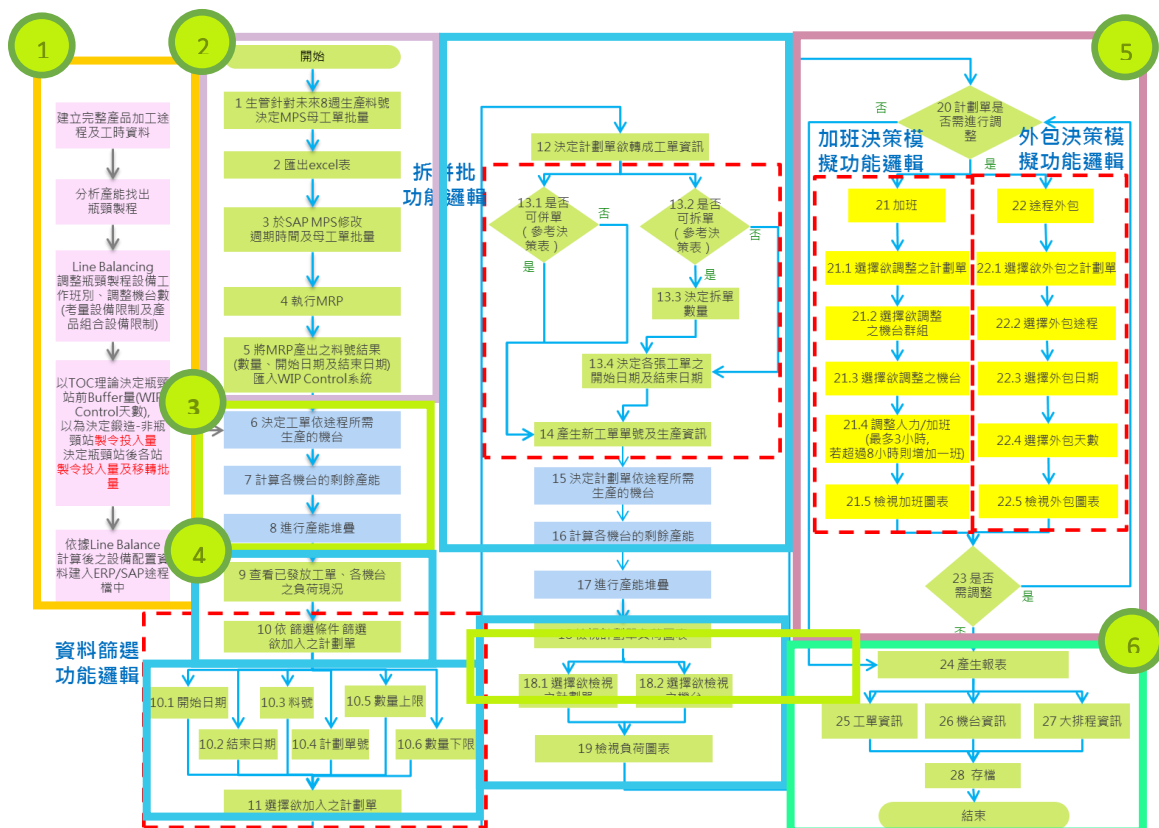 1
建立完整產品加工途
程及工時資料
分析產能找出
瓶頸製程
Line Balancing
調整瓶頸製程設備工
作班別、調整機台數
(考量設備限制及產
品組合設備限制)
以TOC理論決定瓶頸
站前Buffer量(WIP
Control天數),
以為決定鍛造-非瓶
頸站製令投入量
決定瓶頸站後各站
製令投入量及移轉批
量
依據Line Balance
計算後之設備配置資
料建入ERP/SAP途程
檔中
2
開始
1 生管針對未來8週生產料號
決定MPS母工單批量
2 匯出excel表
3 於SAP MPS修改
週期時間及母工單批量
4 執行MRP
5 將MRP產出之料號結果
(數量、開始日期及結束日期)
匯入WIP Control系統
3
6 決定工單依途程所需
生產的機台
7 計算各機台的剩餘產能
8 進行產能堆疊
4
9 查看已發放工單、各機台
之負荷現況
資料篩選
功能邏輯
10 依 篩選條件 篩選
欲加入之計劃單
10.1 開始日期
10.2 結束日期
10.3 料號
10.4 計劃單號
10.5 數量上限
10.6 數量下限
11 選擇欲加入之計劃單
拆併批
功能邏輯
12 決定計劃單欲轉成工單資訊
13.1 是否
可併單
(參考決
策表)
否
是
13.2 是否
可拆單
(參考決
策表)
否
是
13.3 決定拆單
數量
13.4 決定各張工單之
開始日期及結束日期
14 產生新工單單號及生產資訊
15 決定計劃單依途程所需
生產的機台
16 計算各機台的剩餘產能
17 進行產能堆疊
18 檢視計劃單負荷圖表
18.1 選擇欲檢視
之計劃單
18.2 選擇欲檢視
之機台
19 檢視負荷圖表
5
否
20 計劃單是
否需進行調
整
是
加班決策模
擬功能邏輯
外包決策模
擬功能邏輯
21 加班
21.1 選擇欲調整之計劃單
21.2 選擇欲調整
之機台群組
21.3 選擇欲調整之機台
21.4 調整人力/加班
(最多3小時,
若超過8小時則增加一班)
21.5 檢視加班圖表
22 途程外包
22.1 選擇欲外包之計劃單
22.2 選擇外包途程
22.3 選擇外包日期
22.4 選擇外包天數
22.5 檢視外包圖表
23 是否
需調整
是
否
6
24 產生報表
25 工單資訊
26 機台資訊
27 大排程資訊
28 存檔
結束